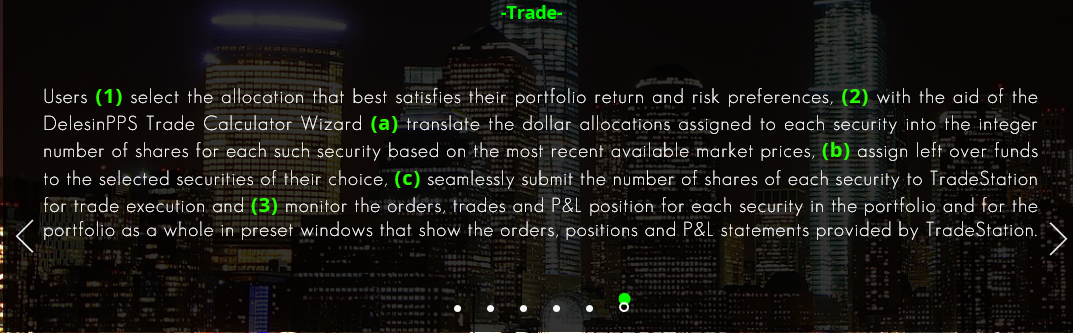 -Trade-
Users (1) select the allocation that best satisfies their portfolio return and risk preferences, (2) with the aid of the
DelesinPPS Trade Calculator Wizard (a) translate the dollar allocations assigned to each security into the integer
number of shares for each such security based on the most recent available market prices, (b) assign left over funds
to the selected securities of their choice, (c) seamlessly submit the number of shares of each security to TradeStation
for trade execution and (3) monitor the orders, trades and P&L position for each security in the portfolio and for the
portfolio as a whole in preset windows that show the orders, positions and P&L statements provided by TradeStation.